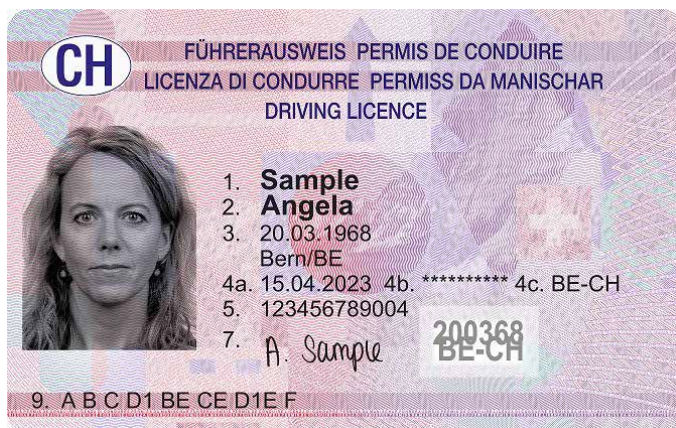 CH
FÜHRERAUSWEIS PERMIS DE CONDUIRE
LICENZA DI CONDURRE PERMISS DA MANISCHAR
DRIVING LICENCE
1. Sample
2. Angela
3. 20.03.1968
Bern/BE
4a. 15.04.2023 4b. ********** 4c. BE-CH
5. 123456789004
7. A. Sample
200368
BE-CH
9. A B C D1 BE CE D1E F